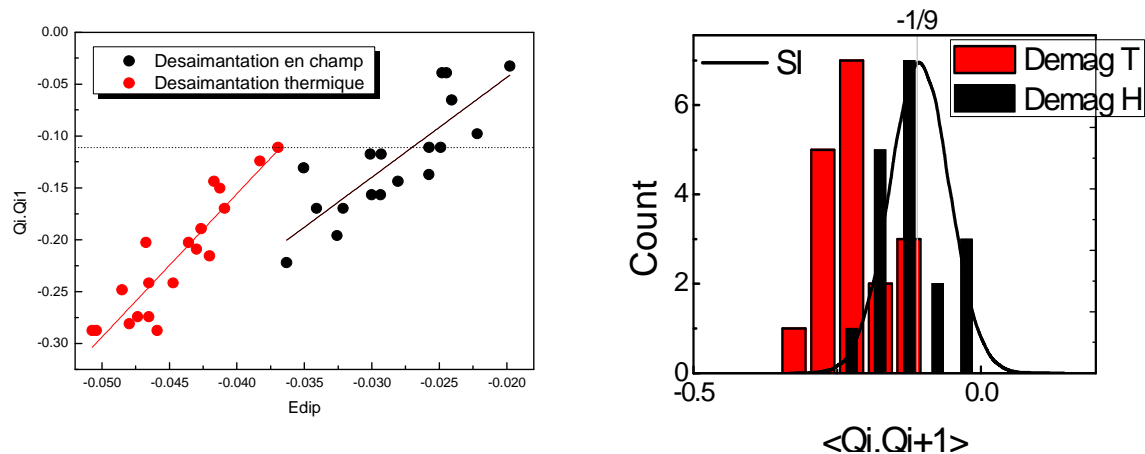 0.00
-0.05
-0.10
-0.15
-0.20
-0.25
-0.30
Qi.Qi1
Desaimantation en champ
Desaimantation thermique
-0.050 -0.045 -0.040 -0.035 -0.030 -0.025 -0.020
Edip
-1/9
SI
Demag T
Demag H
6
4
2
0
Count
-0.5 0.0
<Qi.Qi+1>